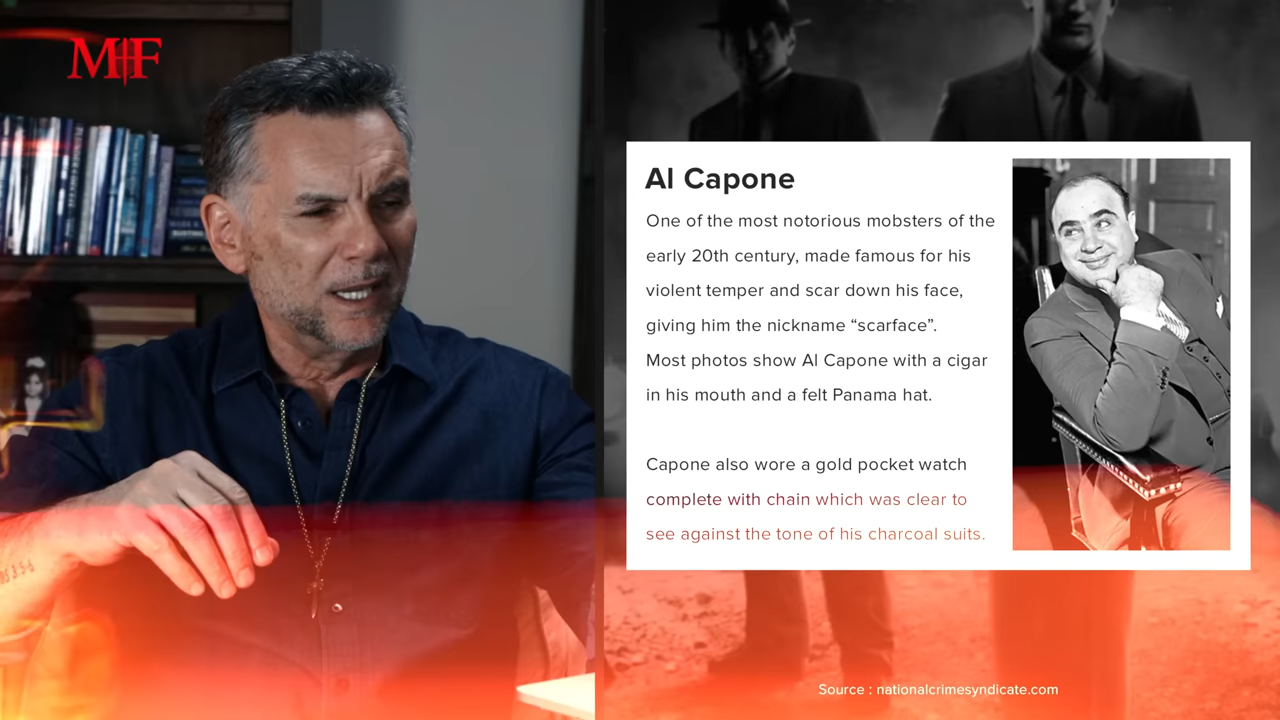 M F
Al Capone
One of the most notorious mobsters of the
early 20th century, made famous for his
violent temper and scar down his face,
giving him the nickname “scarface”.
Most photos show Al Capone with a cigar
in his mouth and a felt Panama hat.
Capone also wore a gold pocket watch
complete with chain which was clear to
see against the tone of his charcoal suits.
Source : nationalcrimesyndicate.com